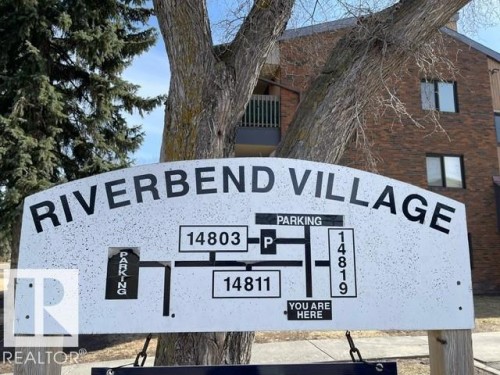 RIVERBEND VILLAGE
PARKING
14803
P
14819
PARKING
14811
YOU ARE
HERE
R
REALTOR®